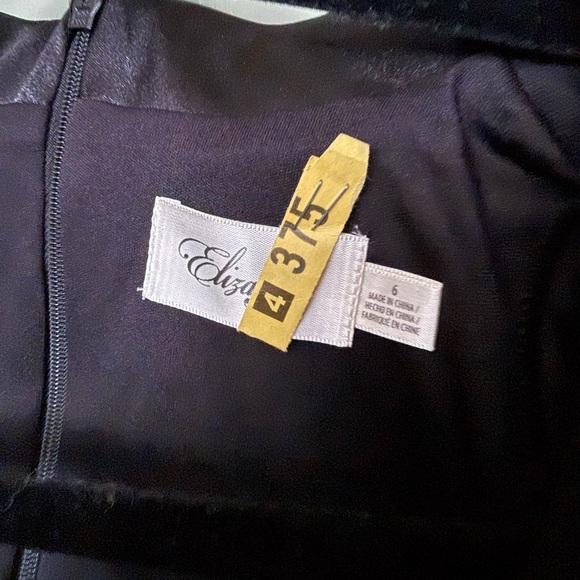 Eliza
4 375
6
MADE IN CHINA /
HECHO EN CHINA /
FABRIQUÉ EN CHINE